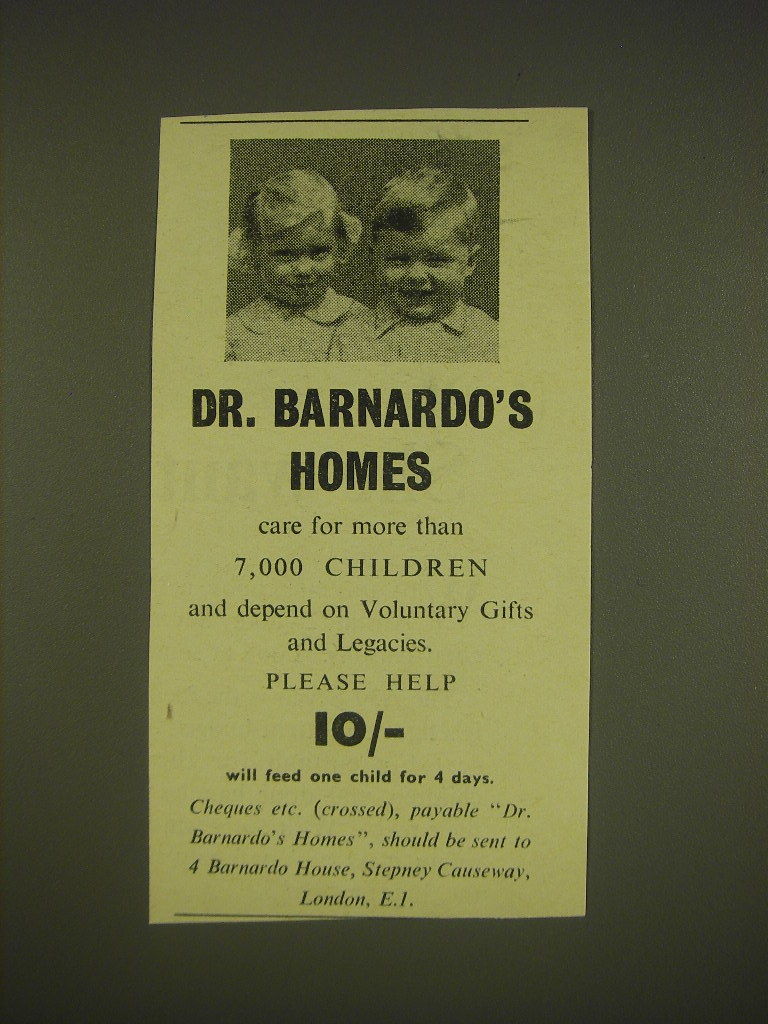 DR. BARNARDO'S
HOMES
care for more than
7,000 CHILDREN
and depend on Voluntary Gifts
and Legacies.
PLEASE HELP
10/-
will feed one child for 4 days.
Cheques etc. (crossed), payable "Dr.
Barnardo's Homes", should be sent to
4 Barnardo House, Stepney Causeway,
London, E.1.